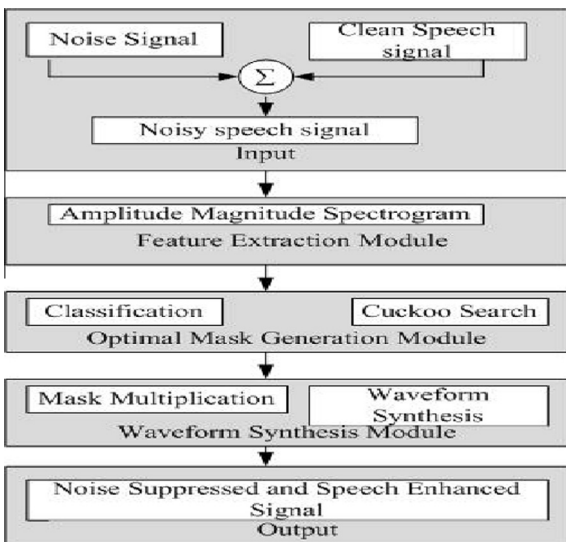 Noise Signal
Clean Speech
signal
Σ
Noisy speech signal
Input
Amplitude Magnitude Spectrogram
Feature Extraction Module
Classification
Cuckoo Search
Optimal Mask Generation Module
Mask Multiplication
Waveform
Synthesis
Waveform Synthesis Module
Noise Suppressed and Speech Enhanced
Signal
Output